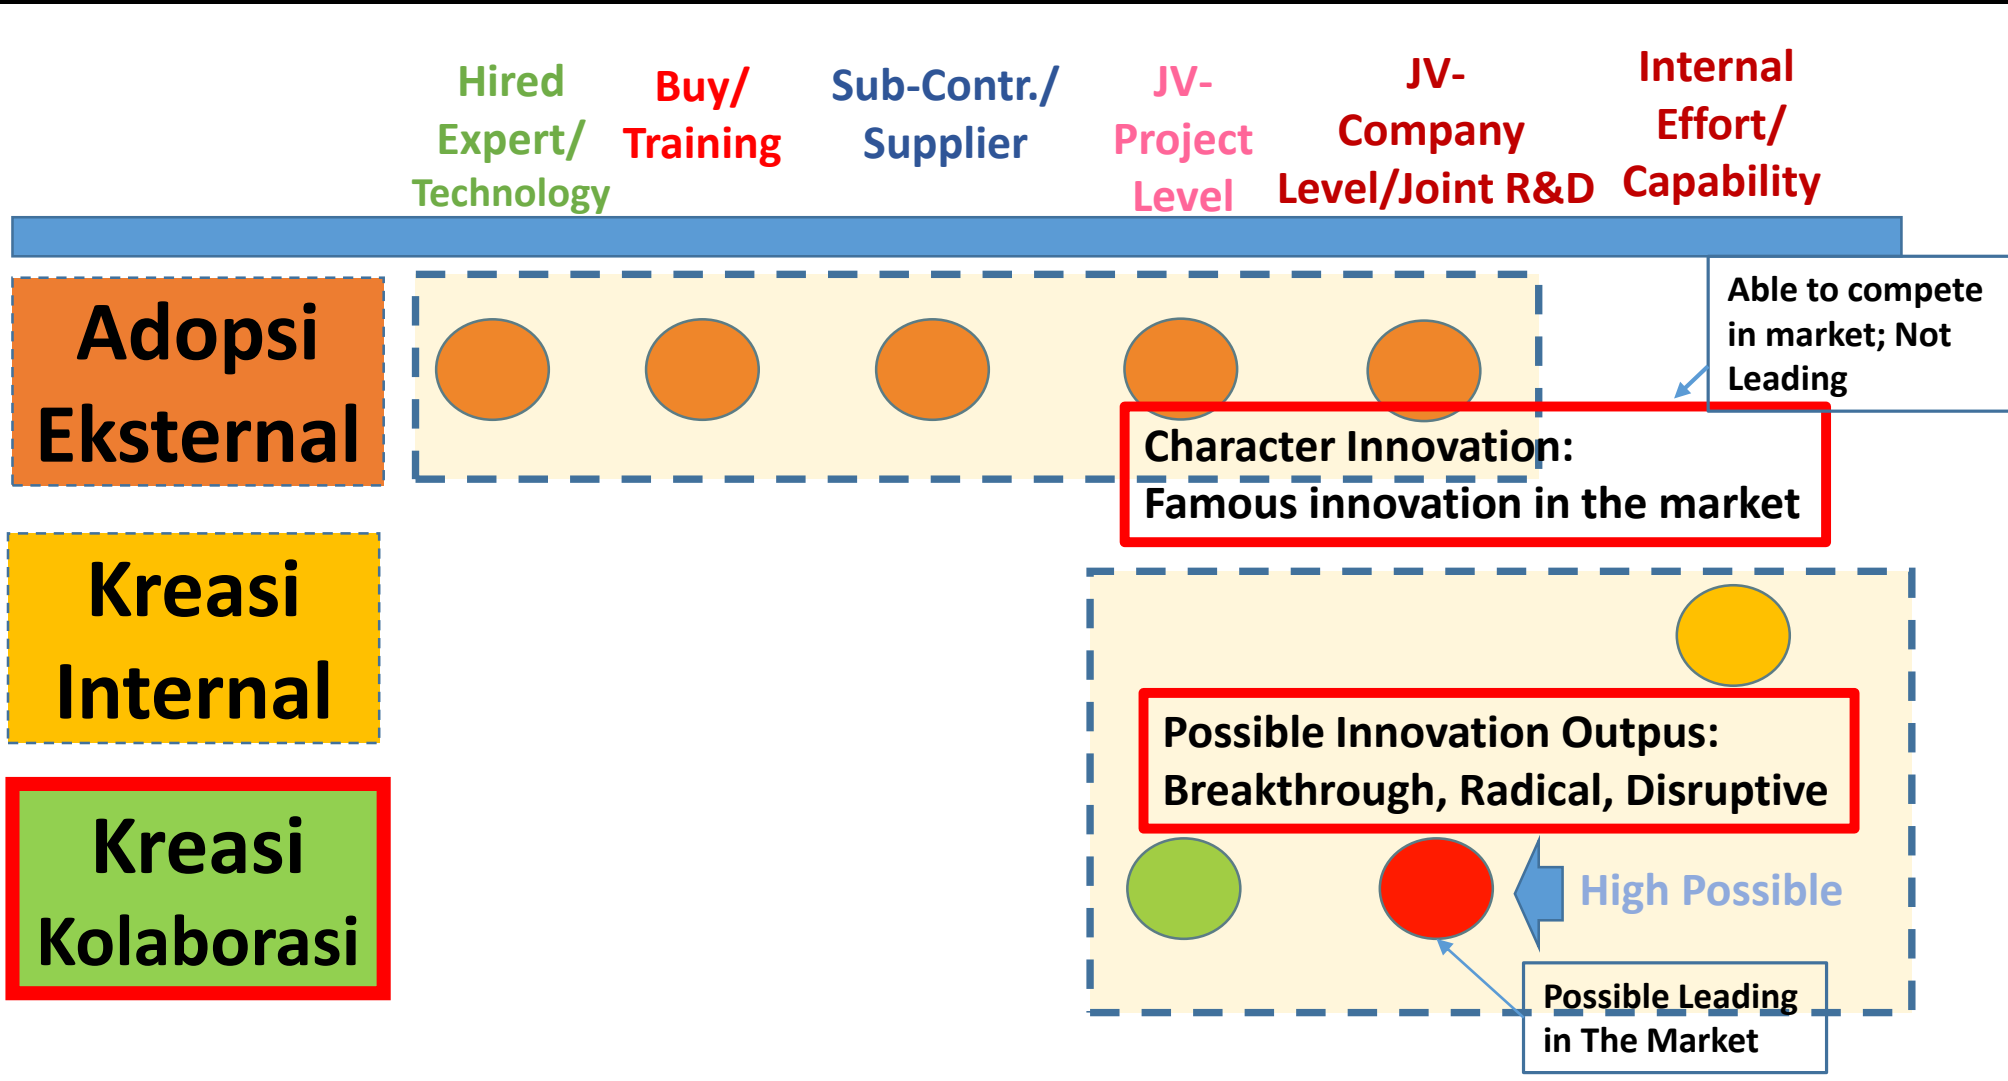 Hired
Expert/
Technology
Buy/
Training
Sub-Contr./
Supplier
JV-
Project
Level
JV-
Company
Level/Joint R&D
Internal
Effort/
Capability
Adopsi
Eksternal
Able to compete
in market; Not
Leading
Character Innovation:
Famous innovation in the market
Kreasi
Internal
Possible Innovation Outpus:
Breakthrough, Radical, Disruptive
Kreasi
Kolaborasi
High Possible
Possible Leading
in The Market